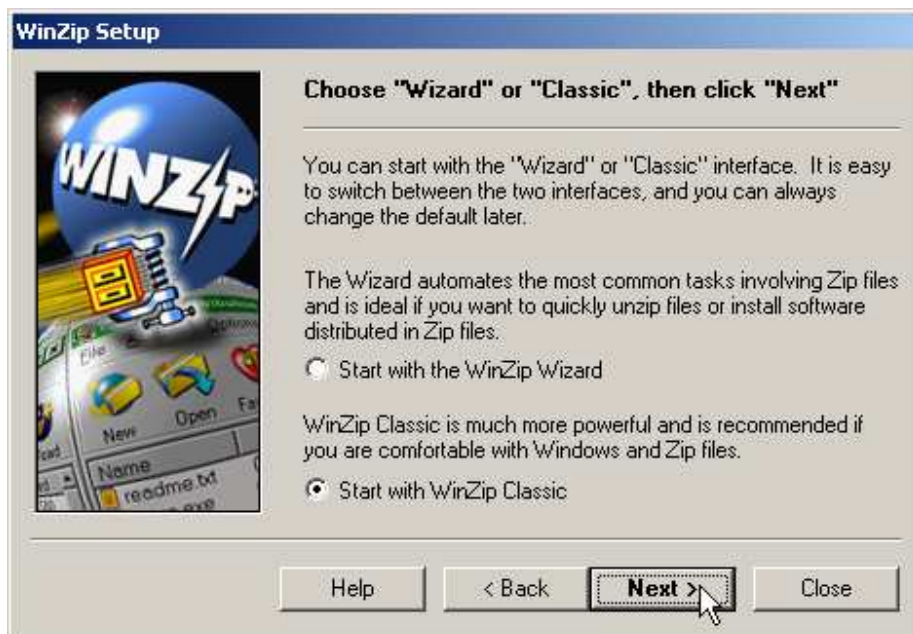 WinZip Setup
WINZIP
File
Options
New
Open
Name
readme.txt
.exe
Choose "Wizard" or "Classic", then click "Next"
You can start with the "Wizard" or "Classic" interface. It is easy
to switch between the two interfaces, and you can always
change the default later.
The Wizard automates the most common tasks involving Zip files
and is ideal if you want to quickly unzip files or install software
distributed in Zip files.
Start with the WinZip Wizard
WinZip Classic is much more powerful and is recommended if
you are comfortable with Windows and Zip files.
Start with WinZip Classic
Help
< Back
Next >
Close